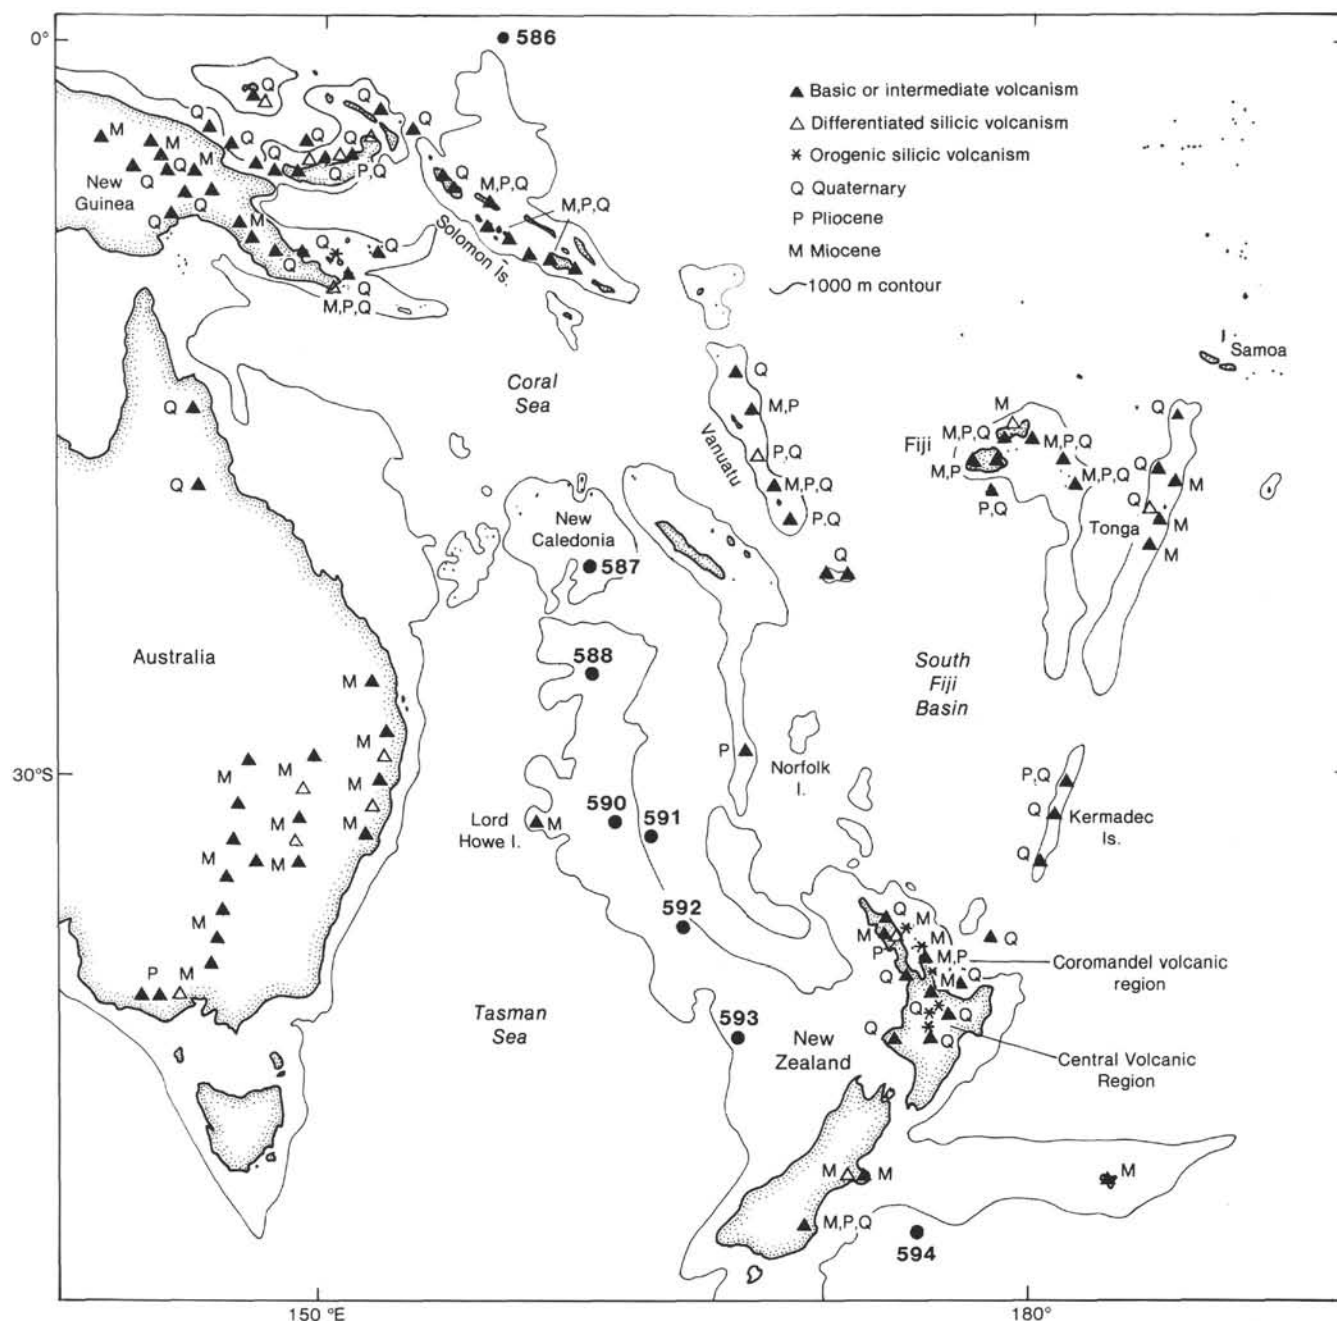 0°
586
Basic or intermediate volcanism
Differentiated silicic volcanism
Orogenic silicic volcanism
Q Quaternary
P Pliocene
M Miocene
1000 m contour
Q
Q
Q
Q
Q
Q
Q
M
M
M
New
Guinea
Q
Q
Q
Q
P,Q
Q
M,P,Q
M,P,Q
Solomon Is.
M
Q
Q
Q
Q
M,P,Q
Samoa
Coral
Sea
Q
M,P
Vanuatu
P,Q
M,P,Q
P,Q
Q
M
Fiji
M,P,Q
M,P,Q
M,P
M,P,Q
P,Q
Q
Q
M
Q
Tonga
M
M
Q
Q
New
Caledonia
587
Australia
588
South
Fiji
Basin
M
M
M
M
M
M
M
M
M
M
P
M
30°S
P
Norfolk
I.
Lord
Howe I.
M
590
591
592
P,Q
Q
Kermadec
Is.
Q
Q
M
M
M
P
M,P
Q
Q
M
Q
Coromandel volcanic
region
Q
Q
Q
Q
Central Volcanic
Region
Tasman
Sea
593
New
Zealand
M
M
M
M,P,Q
594
150 °E
180°